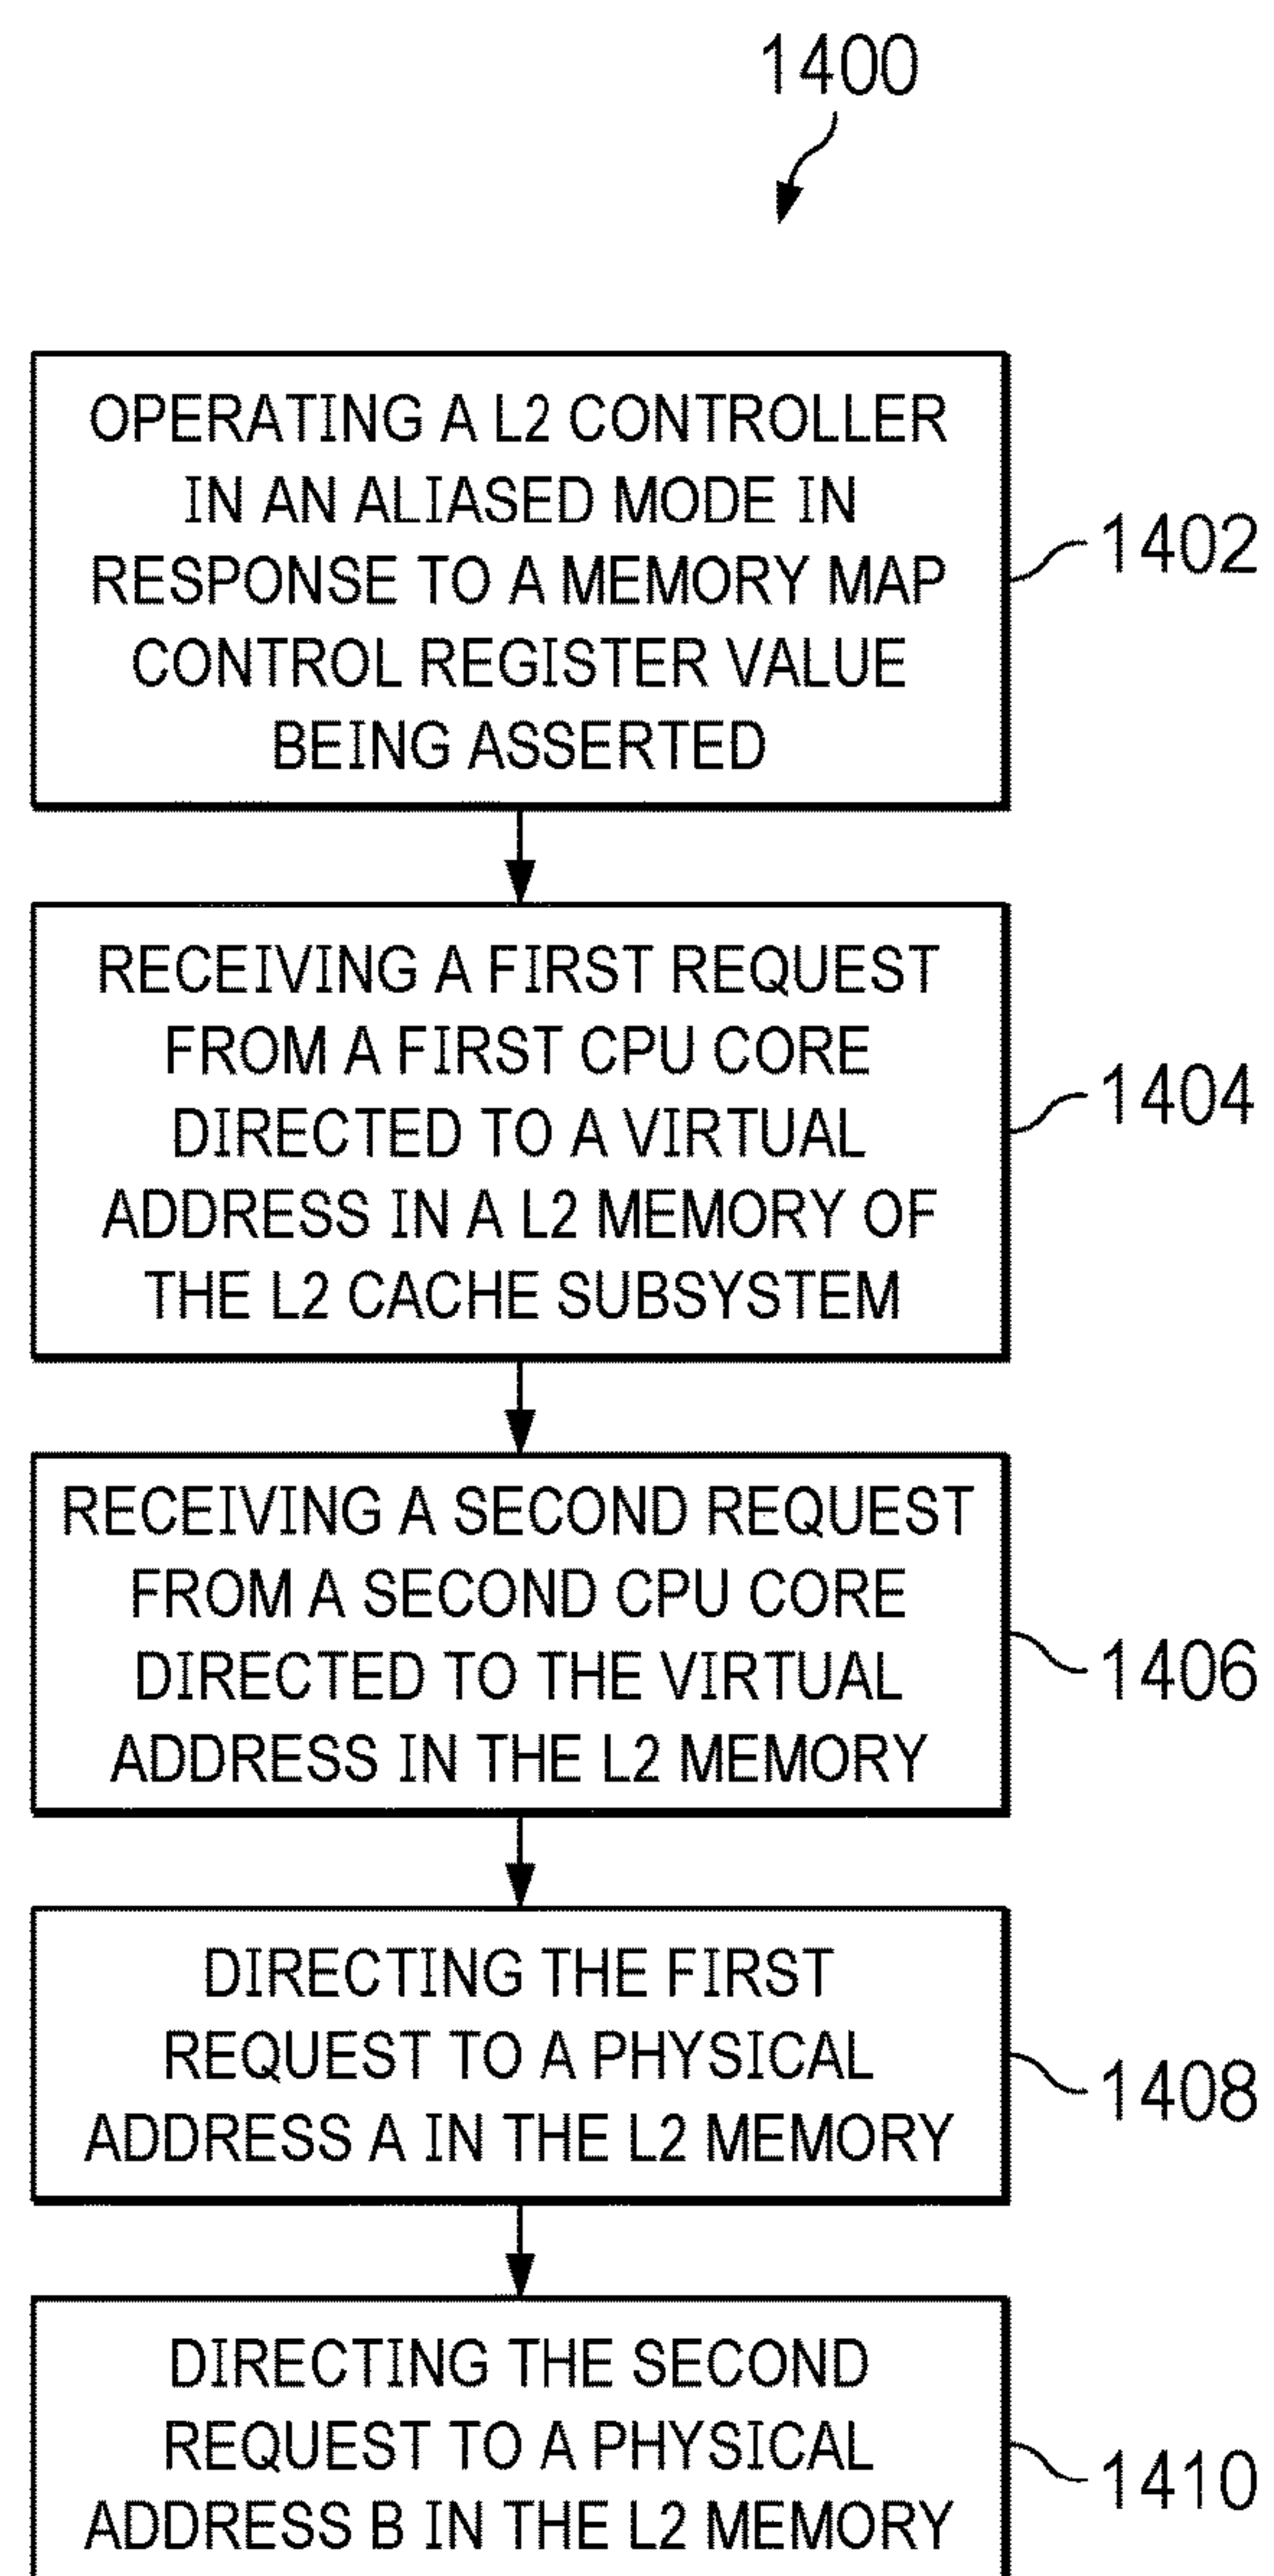 1400
OPERATING A L2 CONTROLLER
IN AN ALIASED MODE IN
RESPONSE TO A MEMORY MAP
CONTROL REGISTER VALUE
BEING ASSERTED
1402
RECEIVING A FIRST REQUEST
FROM A FIRST CPU CORE
DIRECTED TO A VIRTUAL
ADDRESS IN A L2 MEMORY OF
THE L2 CACHE SUBSYSTEM
1404
RECEIVING A SECOND REQUEST
FROM A SECOND CPU CORE
DIRECTED TO THE VIRTUAL
ADDRESS IN THE L2 MEMORY
1406
DIRECTING THE FIRST
REQUEST TO A PHYSICAL
ADDRESS A IN THE L2 MEMORY
1408
DIRECTING THE SECOND
REQUEST TO A PHYSICAL
ADDRESS B IN THE L2 MEMORY
1410